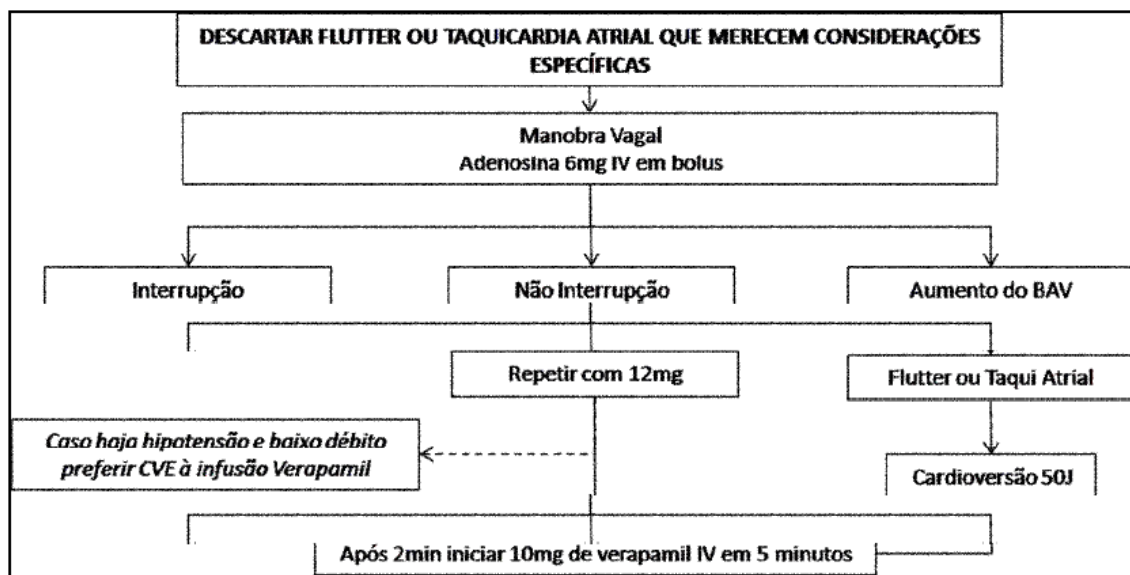 DESCARTAR FLUTTER OU TAQUICARDIA ATRIAL QUE MERECEM CONSIDERAÇÕES
ESPECÍFICAS
Manobra Vagal
Adenosina 6mg IV em bolus
Interrupção
Não Interrupção
Aumento do BAV
Repetir com 12mg
Flutter ou Taqui Atrial
Caso haja hipotensão e baixo débito
preferir CVE à infusão Verapamil
Cardioversão 50J
Após 2min iniciar 10mg de verapamil IV em 5 minutos